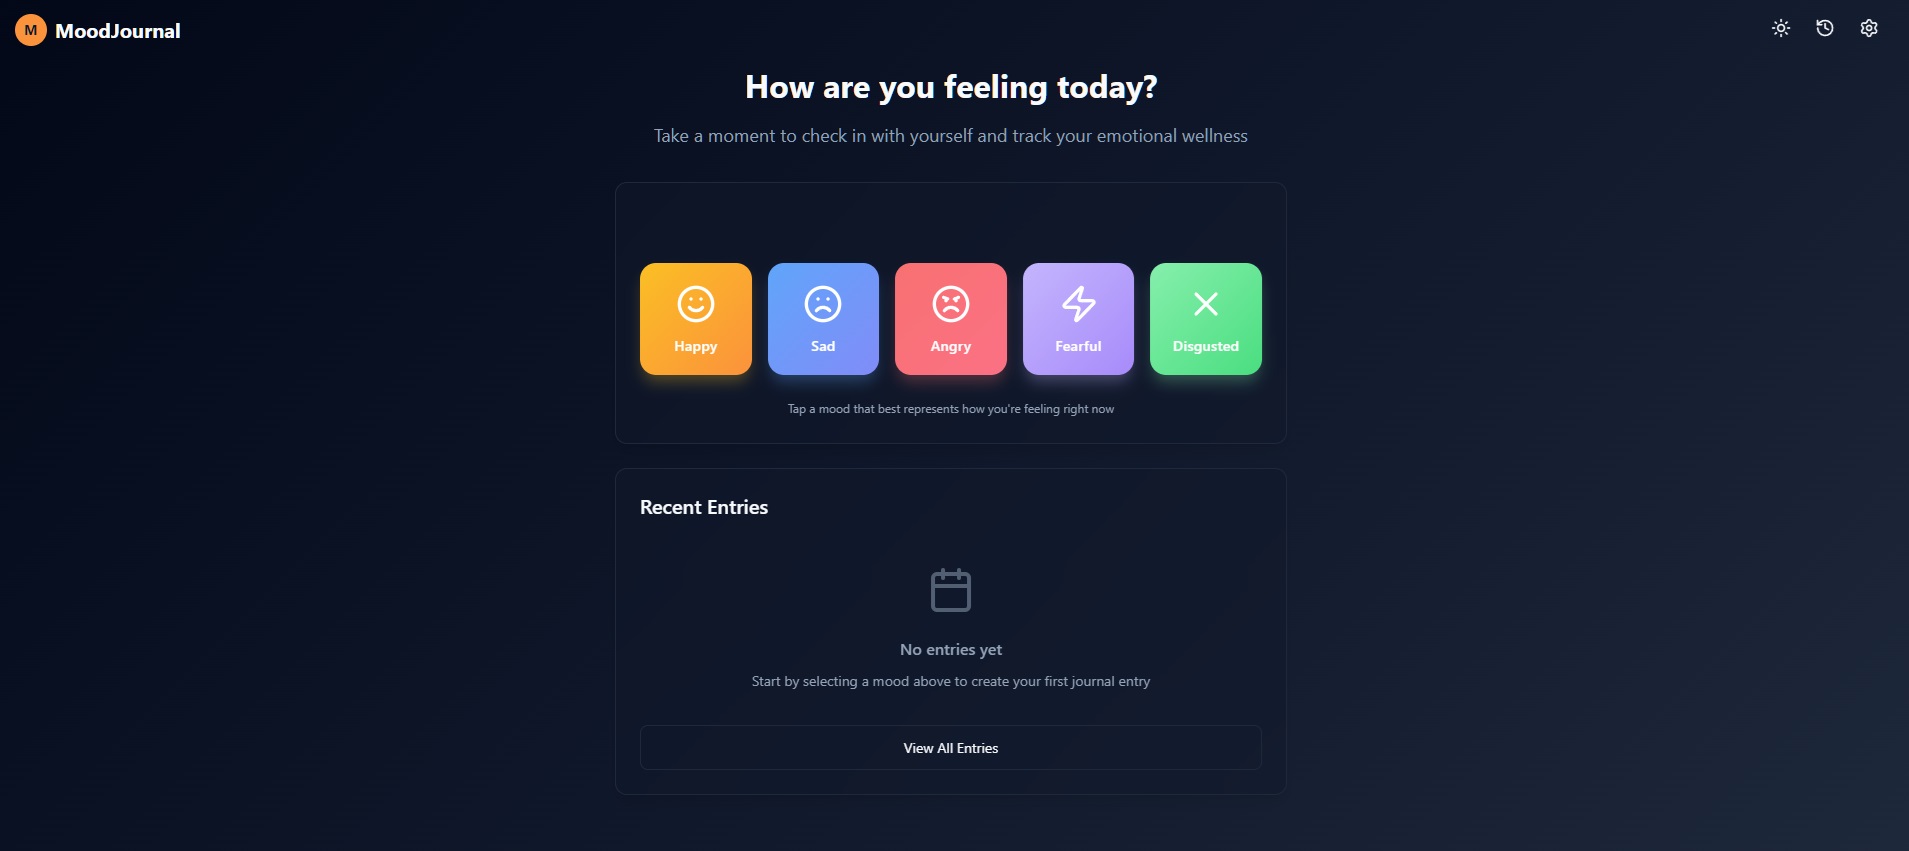 M MoodJournal
How are you feeling today?
Take a moment to check in with yourself and track your emotional wellness
Happy Sad Angry Fearful Disgusted
Tap a mood that best represents how you're feeling right now
Recent Entries
No entries yet
Start by selecting a mood above to create your first journal entry
View All Entries